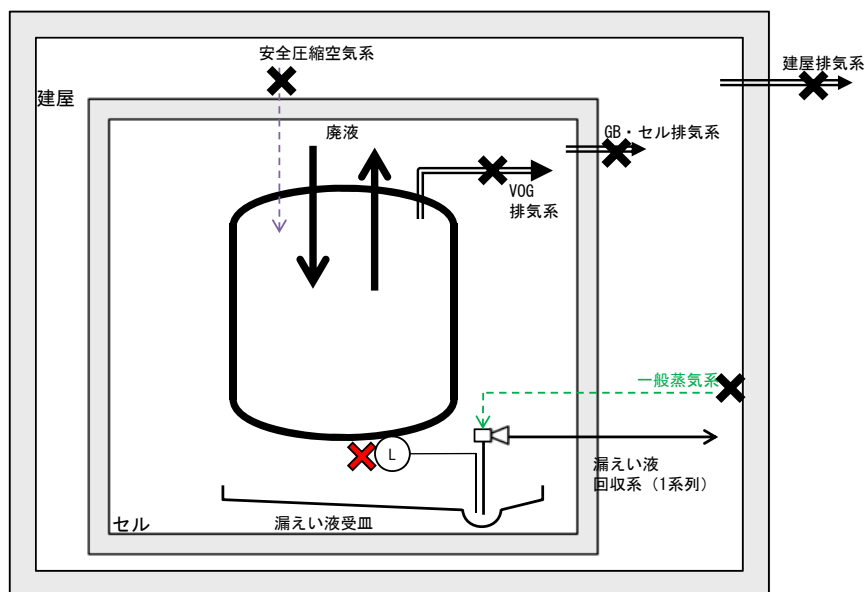 安全圧縮空気系
建屋排気系
建屋
廃液
GB・セル排気系
VOG
排気系
一般蒸気系
L
漏えい液
回収系（1系列）
漏えい液受皿
セル